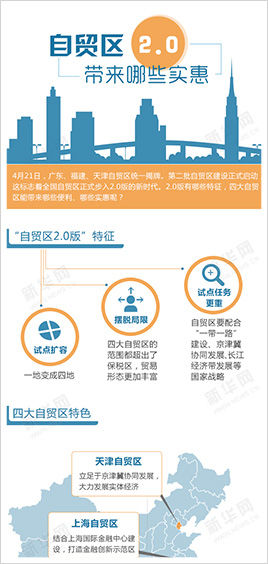 自贸区 2.0
带来哪些实惠
4月21日，广东、福建、天津自贸区统一揭牌。第二批自贸区建设正式启动
这标志着全国自贸区正式步入2.0版的新时代。2.0版有哪些特征，四大自贸
区能带来哪些便利、哪些实惠呢？
“自贸区2.0版”特征
试点扩容
一地变成四地
摆脱局限
四大自贸区的
范围都超出了
保税区，贸易
形态更加丰富
试点任务
更重
自贸区要配合
“一带一路”
建设、京津冀
协同发展,长江
经济带发展等
国家战略
四大自贸区特色
天津自贸区
立足于京津冀协同发展，
大力发展实体经济
上海自贸区
结合上海国际金融中心建
设，打造金融创新示范区
新华网
新华网
新华网